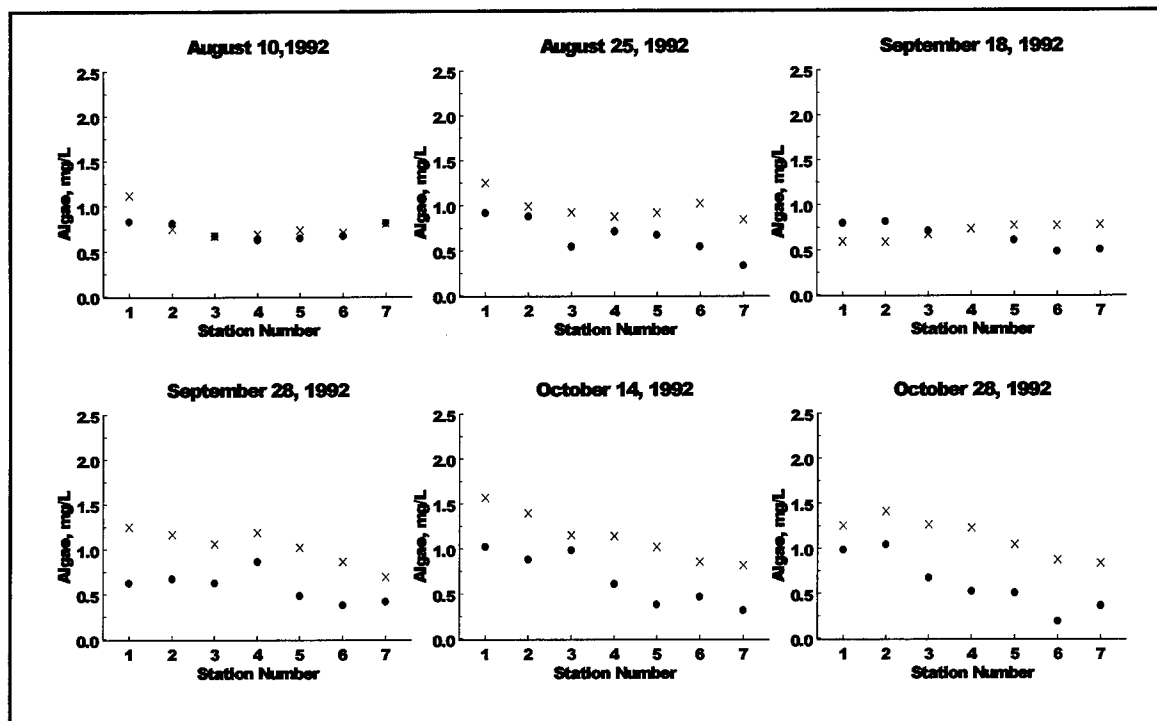 August 10,1992
2.5
2.0
1.5
1.0
0.5
0.0
Algae, mg/L
1 2 3 4 5 6 7
Station Number
August 25, 1992
2.5
2.0
1.5
1.0
0.5
0.0
Algae, mg/L
1 2 3 4 5 6 7
Station Number
September 18, 1992
2.5
2.0
1.5
1.0
0.5
0.0
Algae, mg/L
1 2 3 4 5 6 7
Station Number
September 28, 1992
2.5
2.0
1.5
1.0
0.5
0.0
Algae, mg/L
1 2 3 4 5 6 7
Station Number
October 14, 1992
2.5
2.0
1.5
1.0
0.5
0.0
Algae, mg/L
1 2 3 4 5 6 7
Station Number
October 28, 1992
2.5
2.0
1.5
1.0
0.5
0.0
Algae, mg/L
1 2 3 4 5 6 7
Station Number